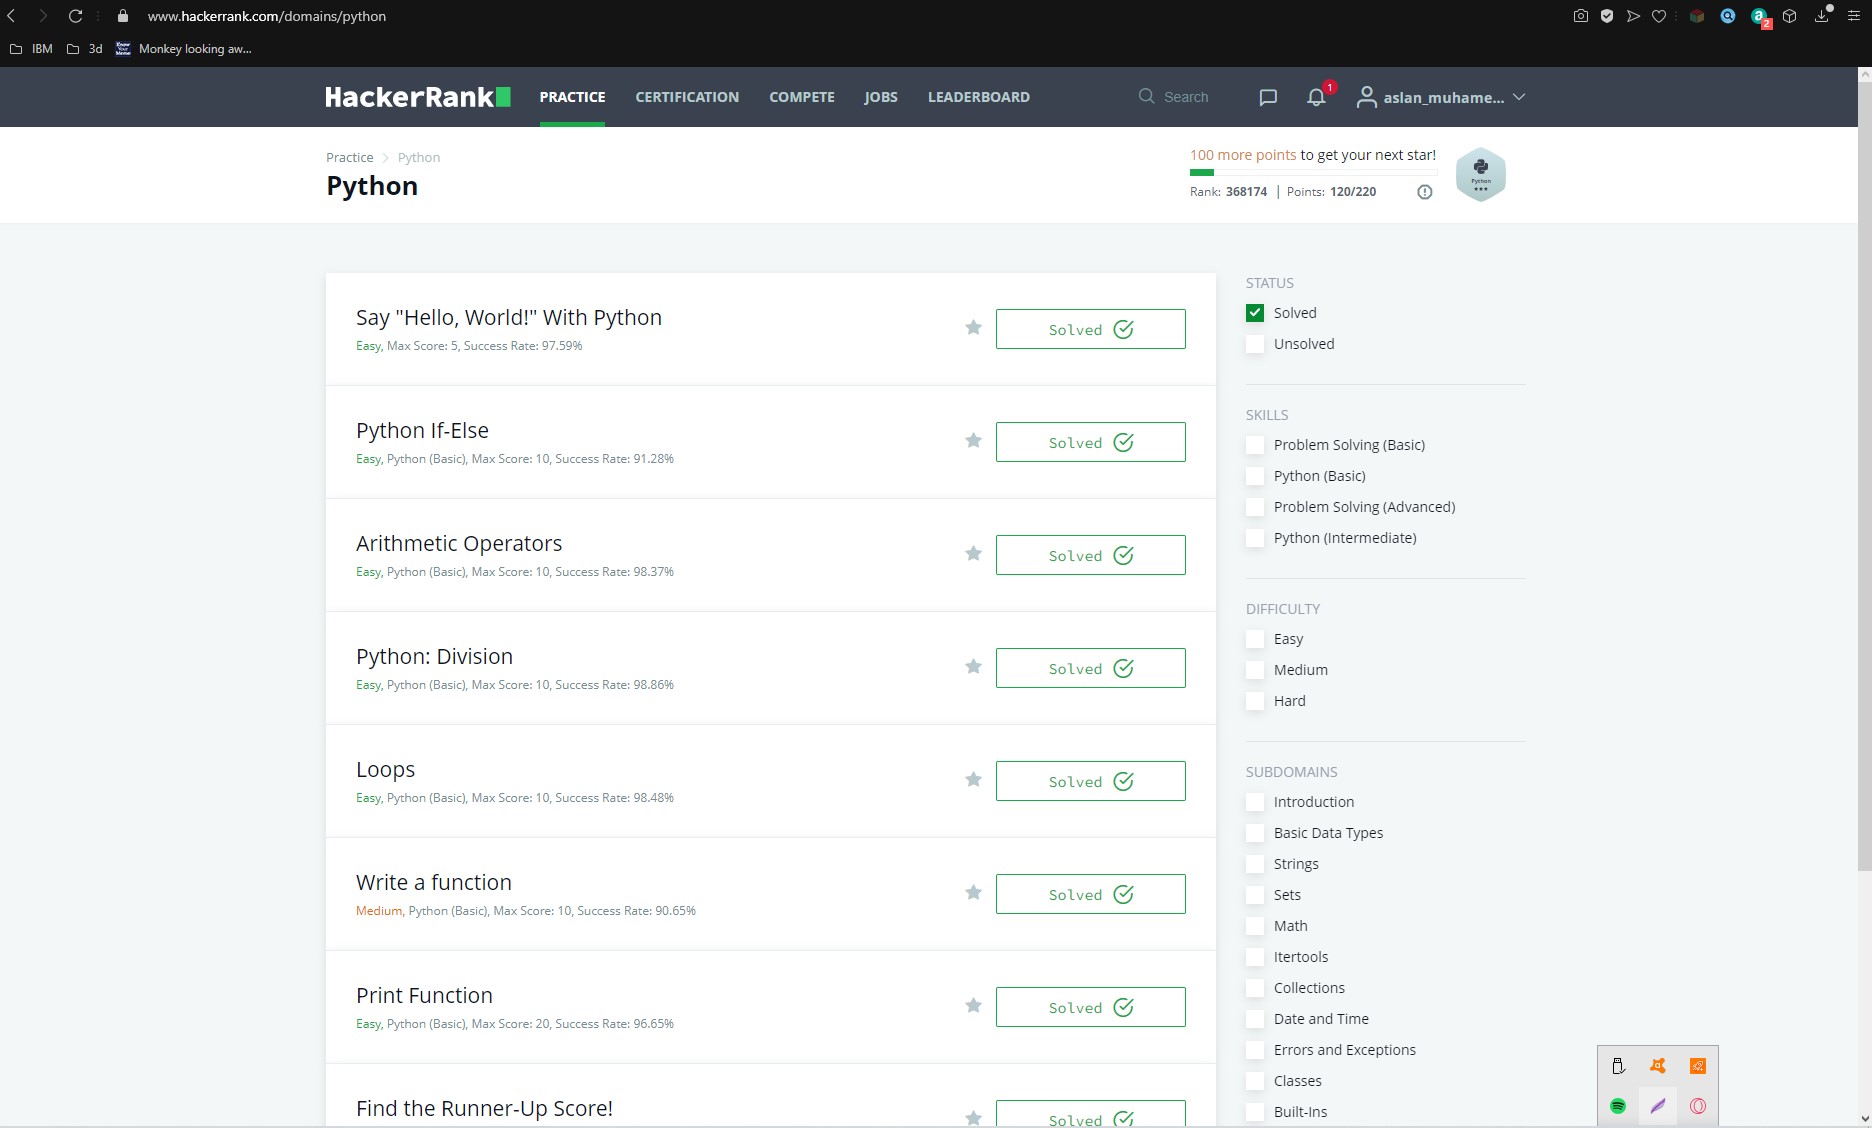 www.hackerrank.com/domains/python
IBM
3d
Monkey looking aw...
HackerRank
PRACTICE
CERTIFICATION
COMPETE
JOBS
LEADERBOARD
Search
1
aslan_muhame...
Practice
Python
Python
100 more points to get your next star!
Rank: 368174 | Points: 120/220
Python
Say "Hello, World!" With Python
Easy, Max Score: 5, Success Rate: 97.59%
Solved
Python If-Else
Easy, Python (Basic), Max Score: 10, Success Rate: 91.28%
Solved
Arithmetic Operators
Easy, Python (Basic), Max Score: 10, Success Rate: 98.37%
Solved
Python: Division
Easy, Python (Basic), Max Score: 10, Success Rate: 98.86%
Solved
Loops
Easy, Python (Basic), Max Score: 10, Success Rate: 98.48%
Solved
Write a function
Medium, Python (Basic), Max Score: 10, Success Rate: 90.65%
Solved
Print Function
Easy, Python (Basic), Max Score: 20, Success Rate: 96.65%
Solved
Find the Runner-Up Score!
Solved
STATUS
Solved
Unsolved
SKILLS
Problem Solving (Basic)
Python (Basic)
Problem Solving (Advanced)
Python (Intermediate)
DIFFICULTY
Easy
Medium
Hard
SUBDOMAINS
Introduction
Basic Data Types
Strings
Sets
Math
Itertools
Collections
Date and Time
Errors and Exceptions
Classes
Built-Ins
2